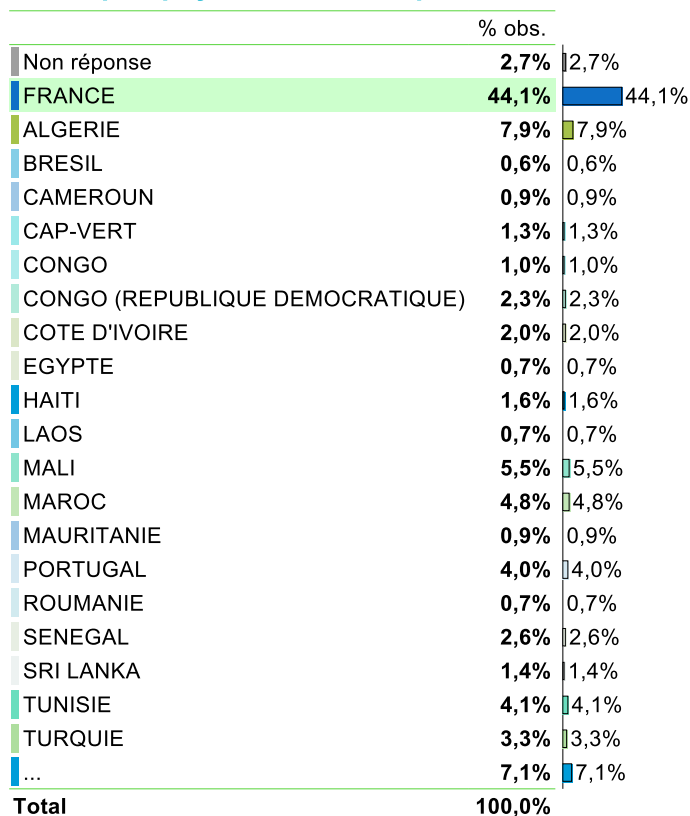 % obs.
Non réponse 2,7% 2,7%
FRANCE 44,1% 44,1%
ALGERIE 7,9% 7,9%
BRESIL 0,6% 0,6%
CAMEROUN 0,9% 0,9%
CAP-VERT 1,3% 1,3%
CONGO 1,0% 1,0%
CONGO (REPUBLIQUE DEMOCRATIQUE) 2,3% 2,3%
COTE D'IVOIRE 2,0% 2,0%
EGYPTE 0,7% 0,7%
HAITI 1,6% 1,6%
LAOS 0,7% 0,7%
MALI 5,5% 5,5%
MAROC 4,8% 4,8%
MAURITANIE 0,9% 0,9%
PORTUGAL 4,0% 4,0%
ROUMANIE 0,7% 0,7%
SENEGAL 2,6% 2,6%
SRI LANKA 1,4% 1,4%
TUNISIE 4,1% 4,1%
TURQUIE 3,3% 3,3%
... 7,1% 7,1%
Total 100,0%